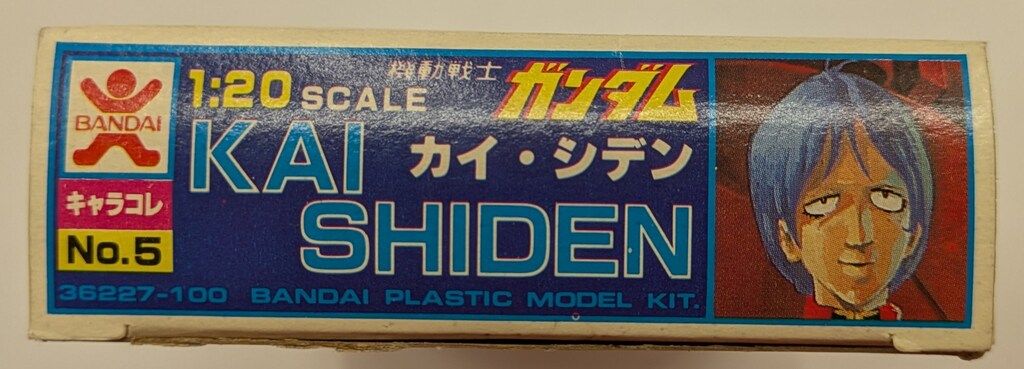 BANDAI
キャラコレ
No.5
1:20 SCALE
機動戦士 ガンダム
KAI
カイ・シデン
SHIDEN
36227-100 BANDAI PLASTIC MODEL KIT.